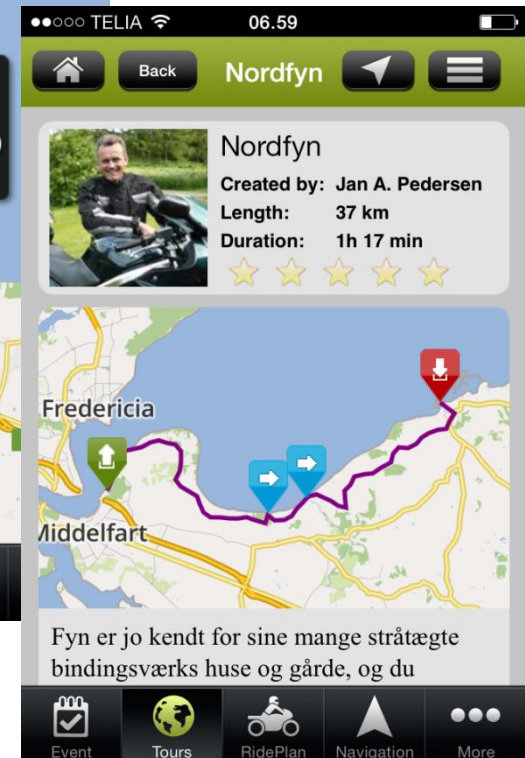 TELIA 06.59
Back Nordfyn
Nordfyn
Created by: Jan A. Pedersen
Length: 37 km
Duration: 1h 17 min
Fredericia
Middelfart
Fyn er jo kendt for sine mange stråtægte
bindingsværks huse og gårde, og du
Event Tours RidePlan Navigation More